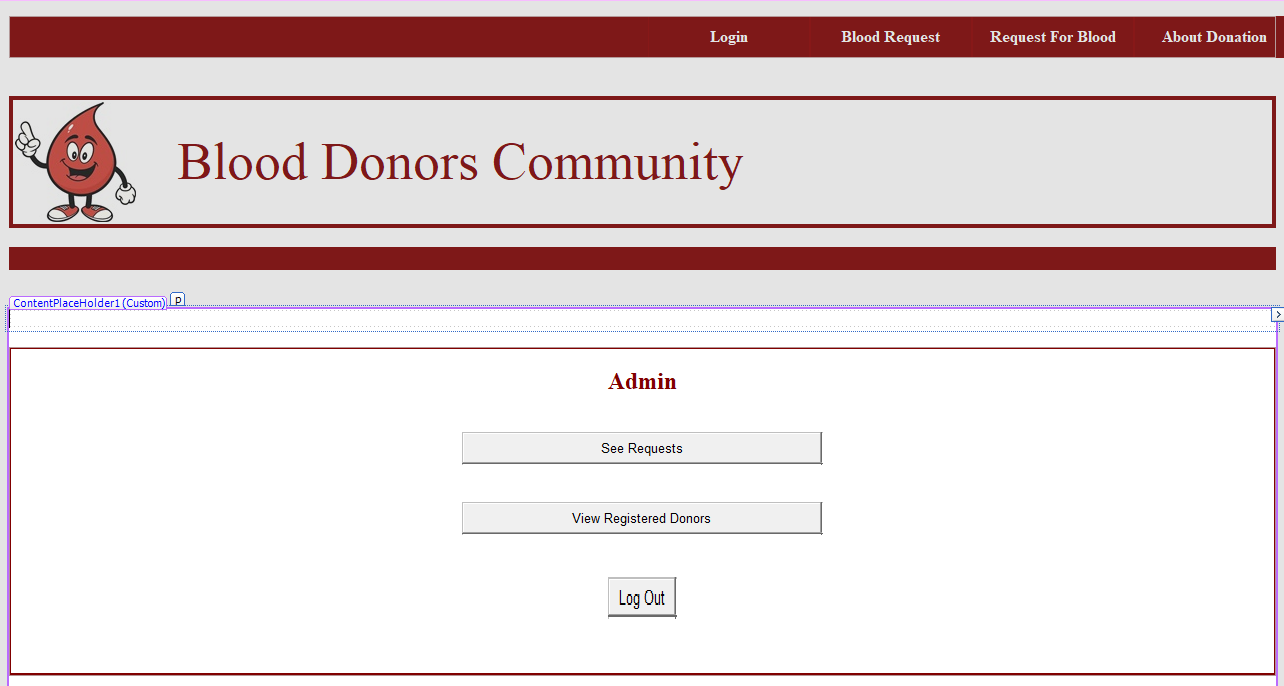 Login Blood Request Request For Blood About Donation
Blood Donors Community
ContentPlaceHolder1 (Custom) p
Admin
See Requests
View Registered Donors
Log Out